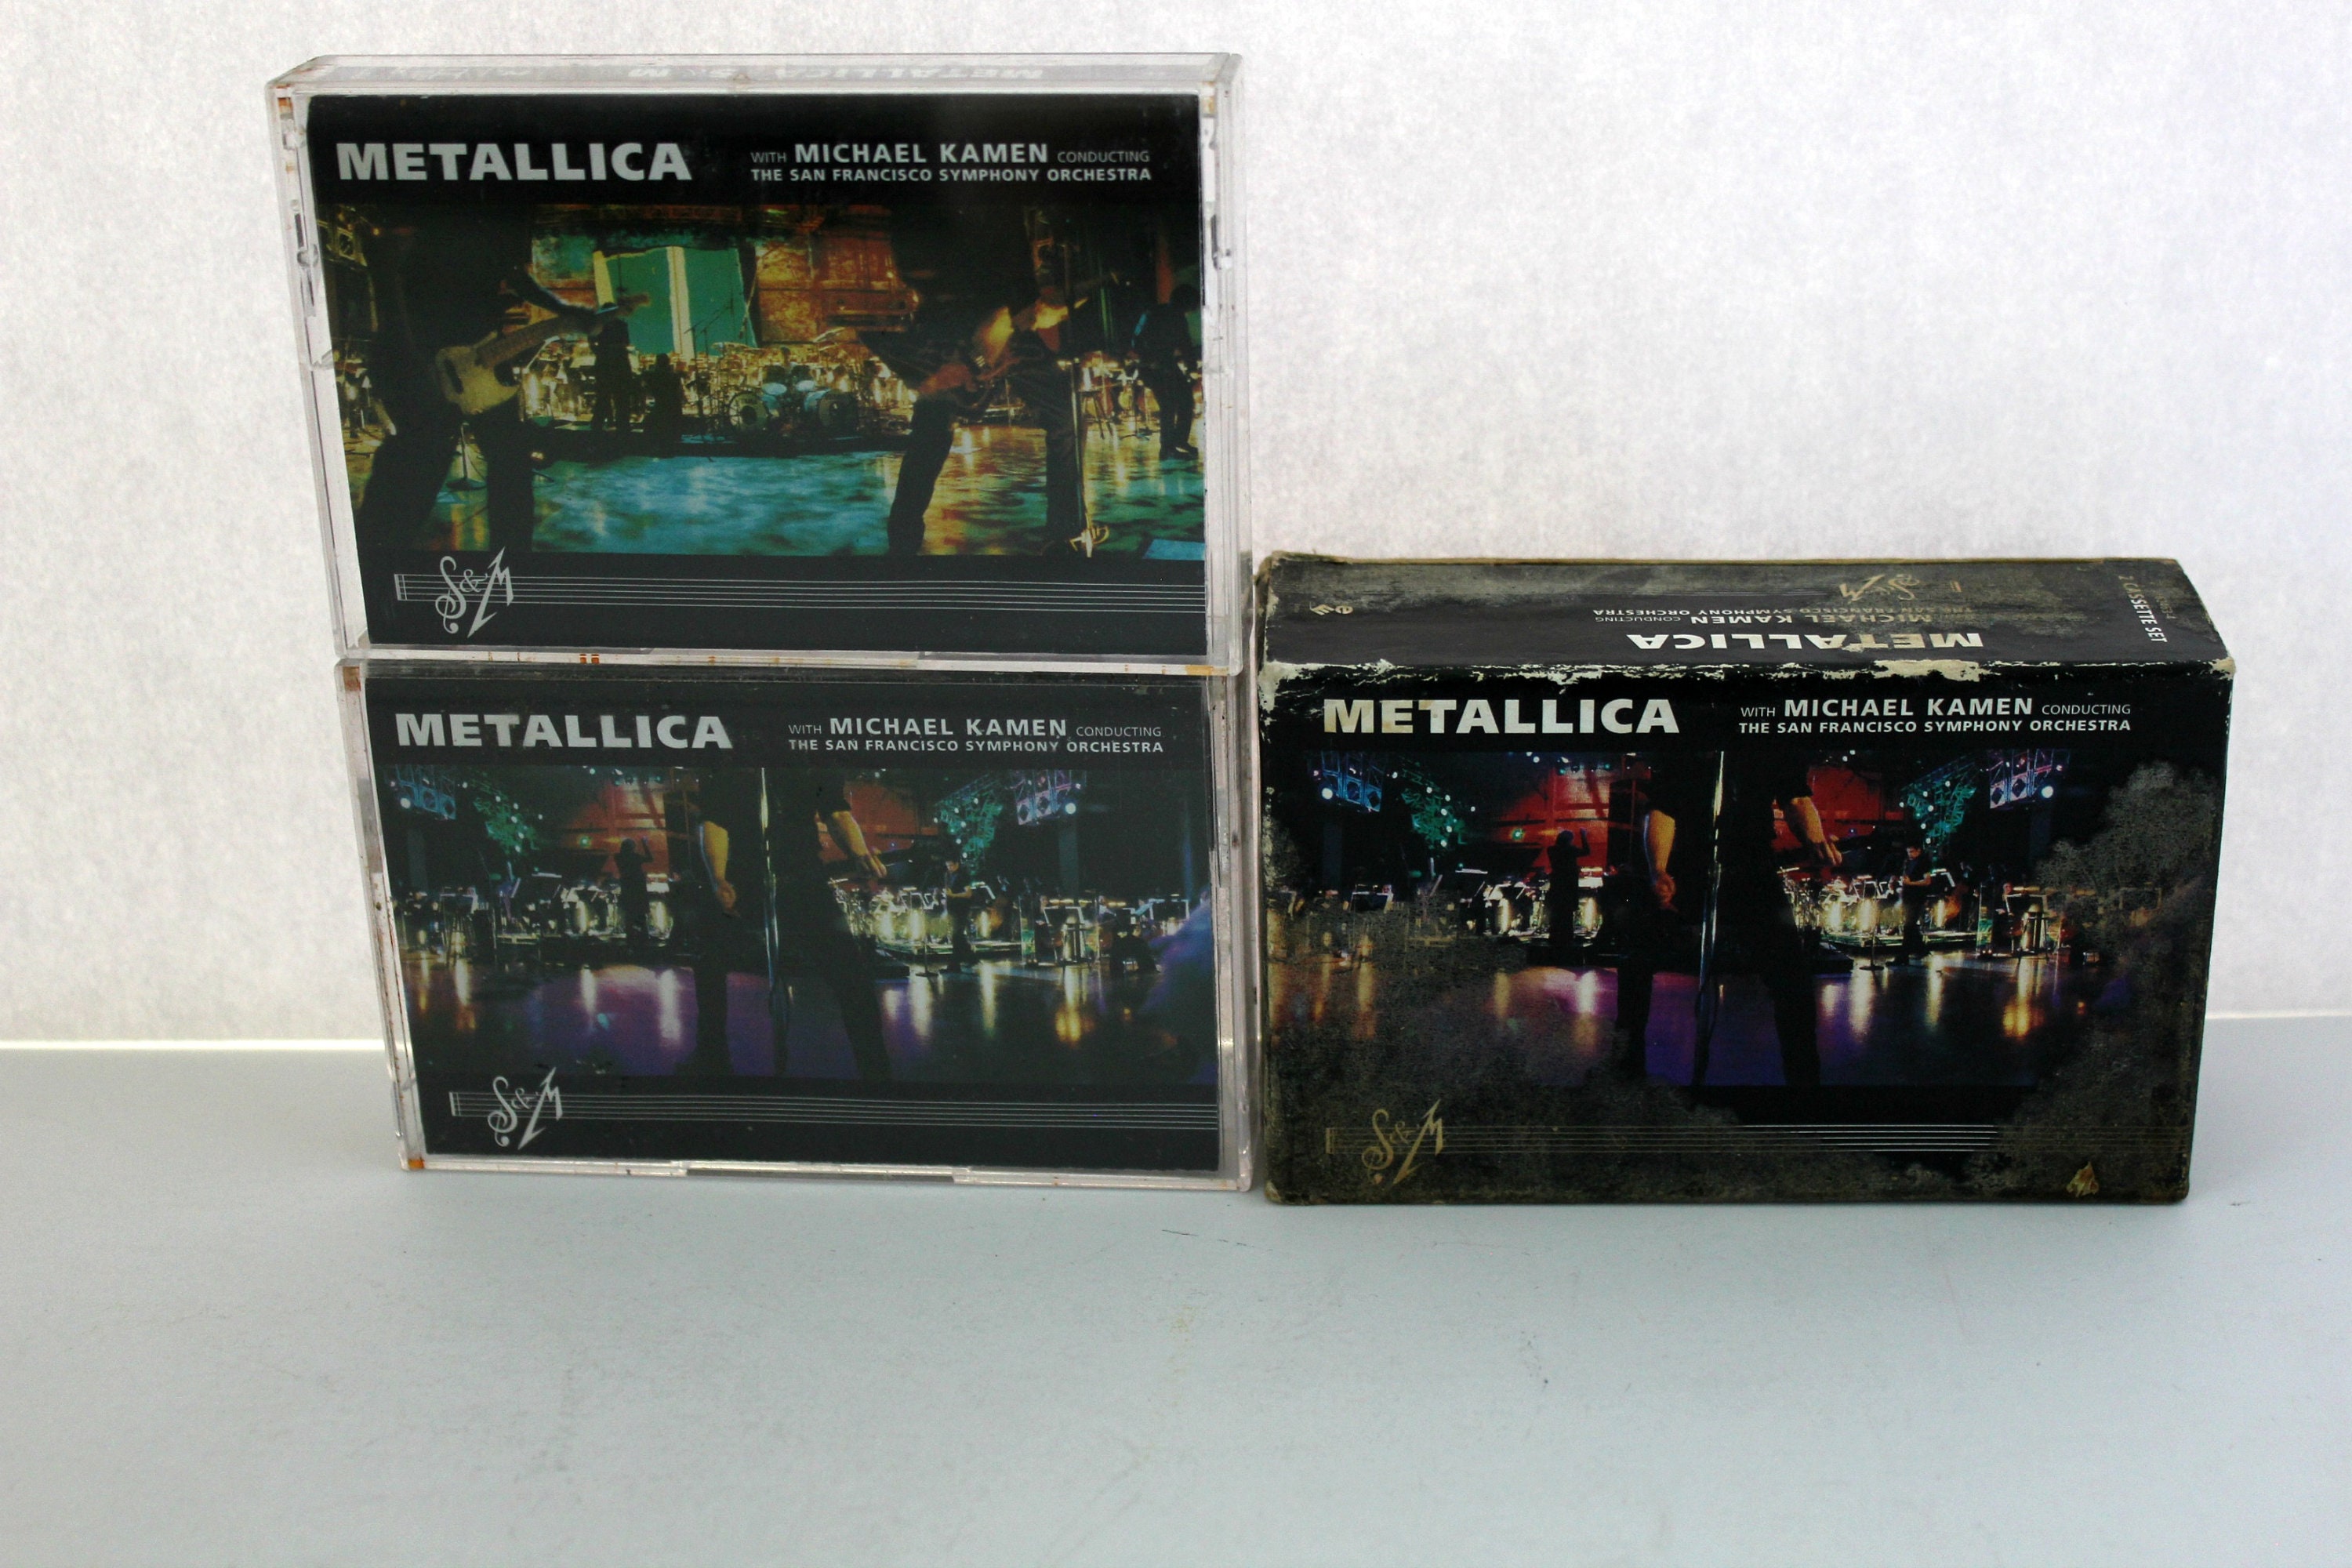 METALLICA S&M
METALLICA
WITH MICHAEL KAMEN CONDUCTING
THE SAN FRANCISCO SYMPHONY ORCHESTRA
S&M
METALLICA
WITH MICHAEL KAMEN CONDUCTING
THE SAN FRANCISCO SYMPHONY ORCHESTRA
S&M
METALLICA
WITH MICHAEL KAMEN CONDUCTING
THE SAN FRANCISCO SYMPHONY ORCHESTRA
S&M
2 CASSETTE SET
METALLICA
WITH MICHAEL KAMEN CONDUCTING
THE SAN FRANCISCO SYMPHONY ORCHESTRA
S&M